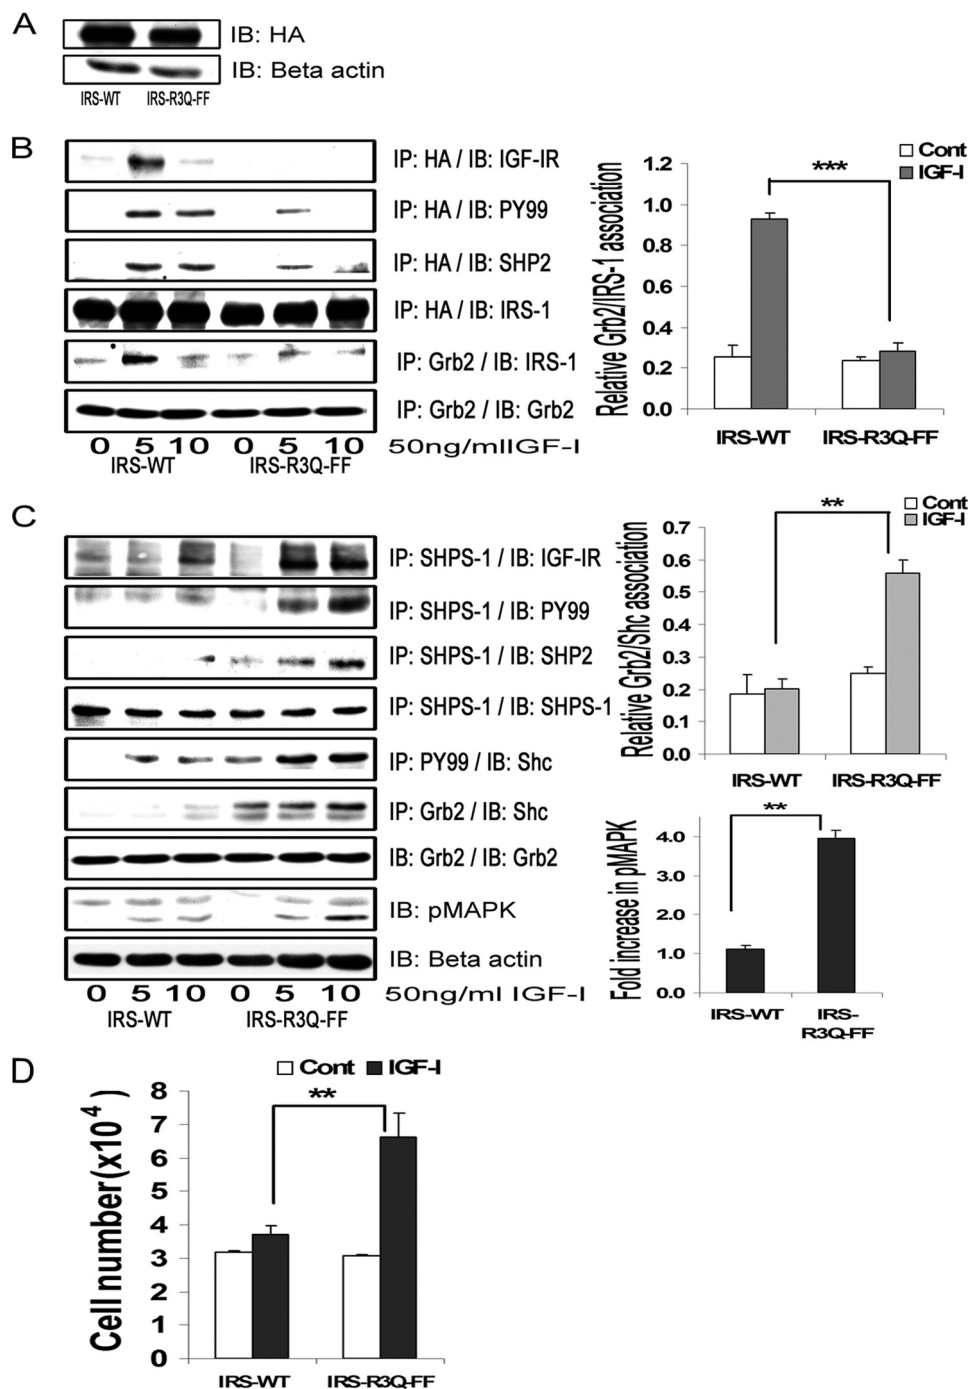 A
IB: HA
IB: Beta actin
IRS-WT IRS-R3Q-FF
B
IP: HA / IB: IGF-IR
IP: HA / IB: PY99
IP: HA / IB: SHP2
IP: HA / IB: IRS-1
IP: Grb2 / IB: IRS-1
IP: Grb2 / IB: Grb2
0 5 10 0 5 10 50ng/mlIGF-I
IRS-WT IRS-R3Q-FF
Cont
IGF-I
***
Relative Grb2/IRS-1 association
1.2
1.0
0.8
0.6
0.4
0.2
0.0
IRS-WT IRS-R3Q-FF
C
IP: SHPS-1 / IB: IGF-IR
IP: SHPS-1 / IB: PY99
IP: SHPS-1 / IB: SHP2
IP: SHPS-1 / IB: SHPS-1
IP: PY99 / IB: Shc
IP: Grb2 / IB: Shc
IB: Grb2 / IB: Grb2
IB: pMAPK
IB: Beta actin
0 5 10 0 5 10 50ng/ml IGF-I
IRS-WT IRS-R3Q-FF
Cont
IGF-I
**
Relative Grb2/Shc association
0.7
0.6
0.5
0.4
0.3
0.2
0.1
0.0
IRS-WT IRS-R3Q-FF
**
Fold increase in pMAPK
4.0
3.0
2.0
1.0
0.0
IRS-WT IRS-
R3Q-FF
D
Cont IGF-I
**
Cell number(x10⁴)
8
7
6
5
4
3
2
1
0
IRS-WT IRS-R3Q-FF